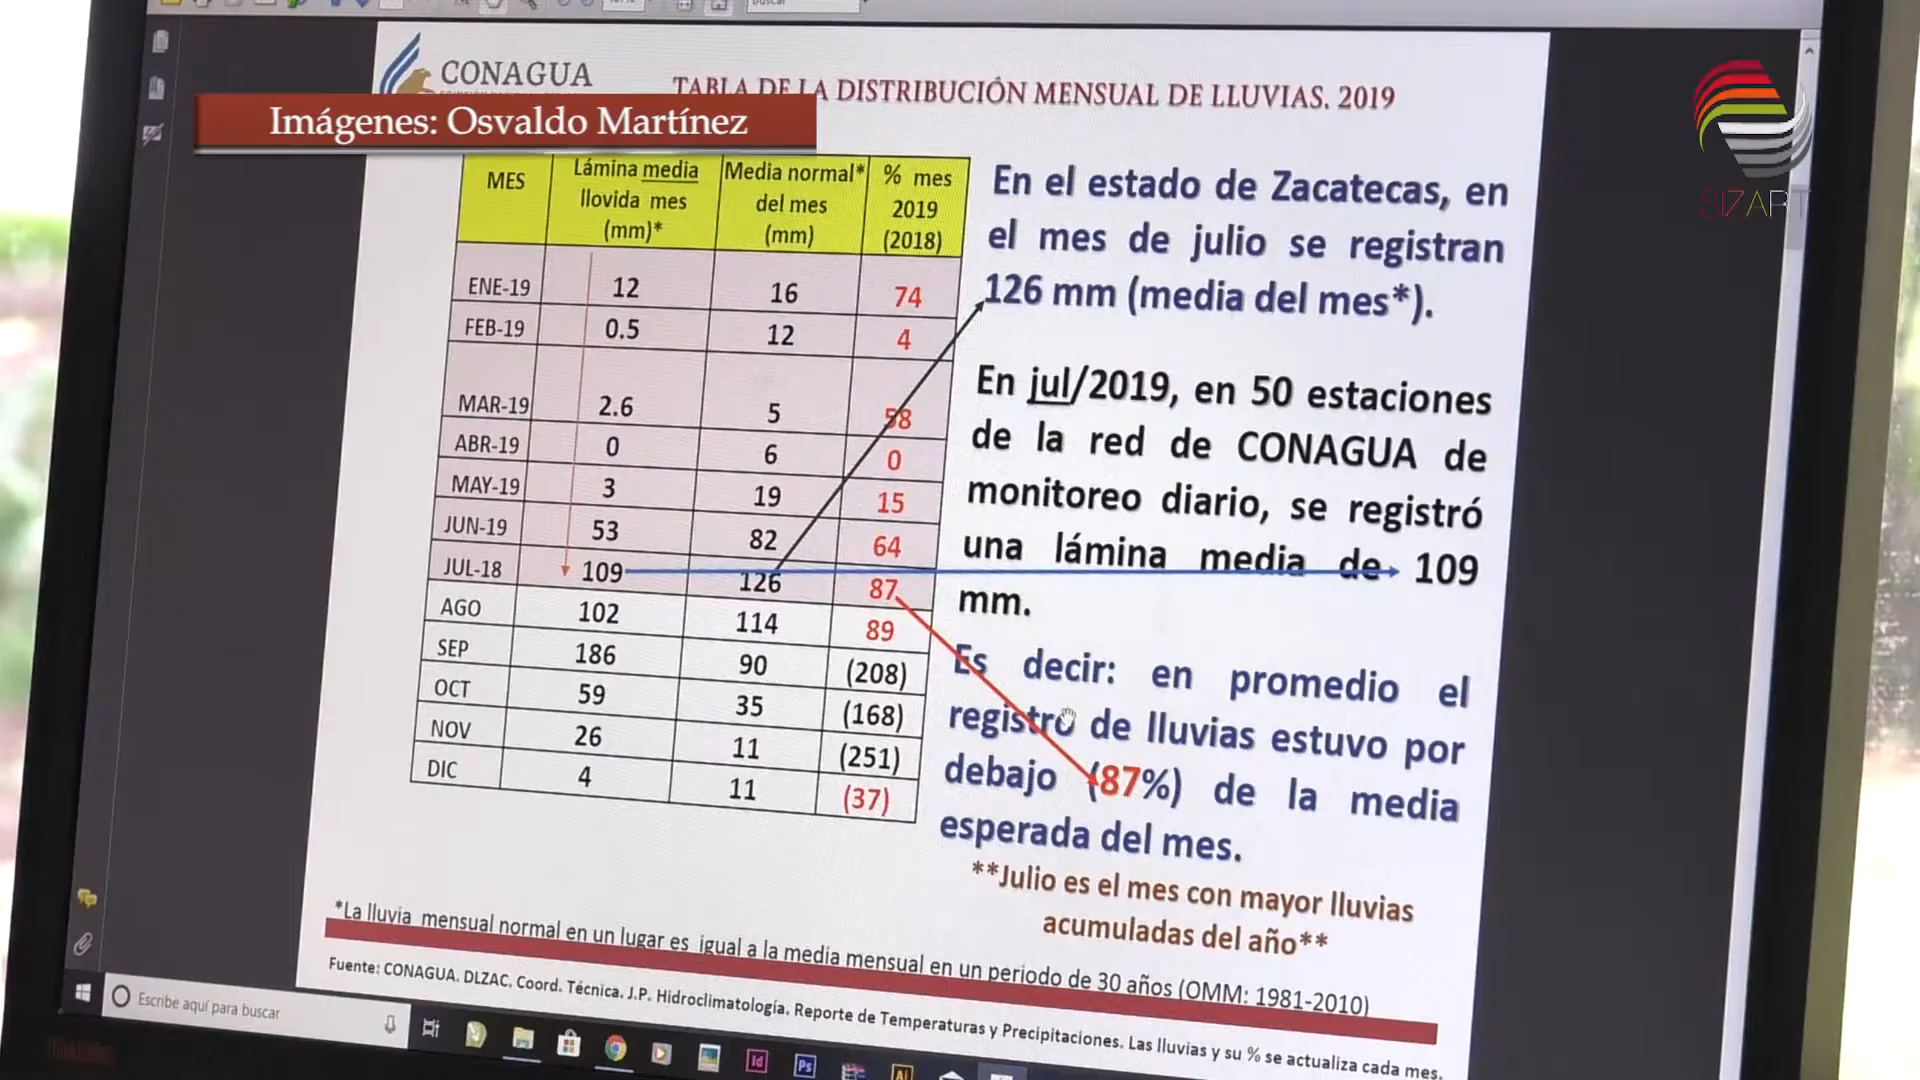 CONAGUA
TABLA DE LA DISTRIBUCIÓN MENSUAL DE LLUVIAS. 2019
Imágenes: Osvaldo Martínez
SIZART
MES Lámina media llovida mes (mm)* Media normal* del mes (mm) % mes 2019 (2018)
ENE-19 12 16 74
FEB-19 0.5 12 4
MAR-19 2.6 5 58
ABR-19 0 6 0
MAY-19 3 19 15
JUN-19 53 82 64
JUL-18 109 126 87
AGO 102 114 89
SEP 186 90 (208)
OCT 59 35 (168)
NOV 26 11 (251)
DIC 4 11 (37)
En el estado de Zacatecas, en
el mes de julio se registran
126 mm (media del mes*).
En jul/2019, en 50 estaciones
de la red de CONAGUA de
monitoreo diario, se registró
una lámina media de 109
mm.
Es decir: en promedio el
registro de lluvias estuvo por
debajo (87%) de la media
esperada del mes.
**Julio es el mes con mayor lluvias
acumuladas del año**
*La lluvia mensual normal en un lugar es igual a la media mensual en un periodo de 30 años (OMM: 1981-2010)
Fuente: CONAGUA. DLZAC. Coord. Técnica. J.P. Hidroclimatología. Reporte de Temperaturas y Precipitaciones. Las lluvias y su % se actualiza cada mes.
Escribe aquí para buscar
Id
Ps
Ai